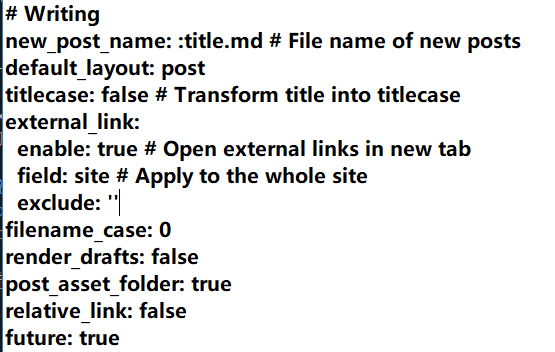 # Writing
new_post_name: :title.md # File name of new posts
default_layout: post
titlecase: false # Transform title into titlecase
external_link:
  enable: true # Open external links in new tab
  field: site # Apply to the whole site
  exclude: ''
filename_case: 0
render_drafts: false
post_asset_folder: true
relative_link: false
future: true